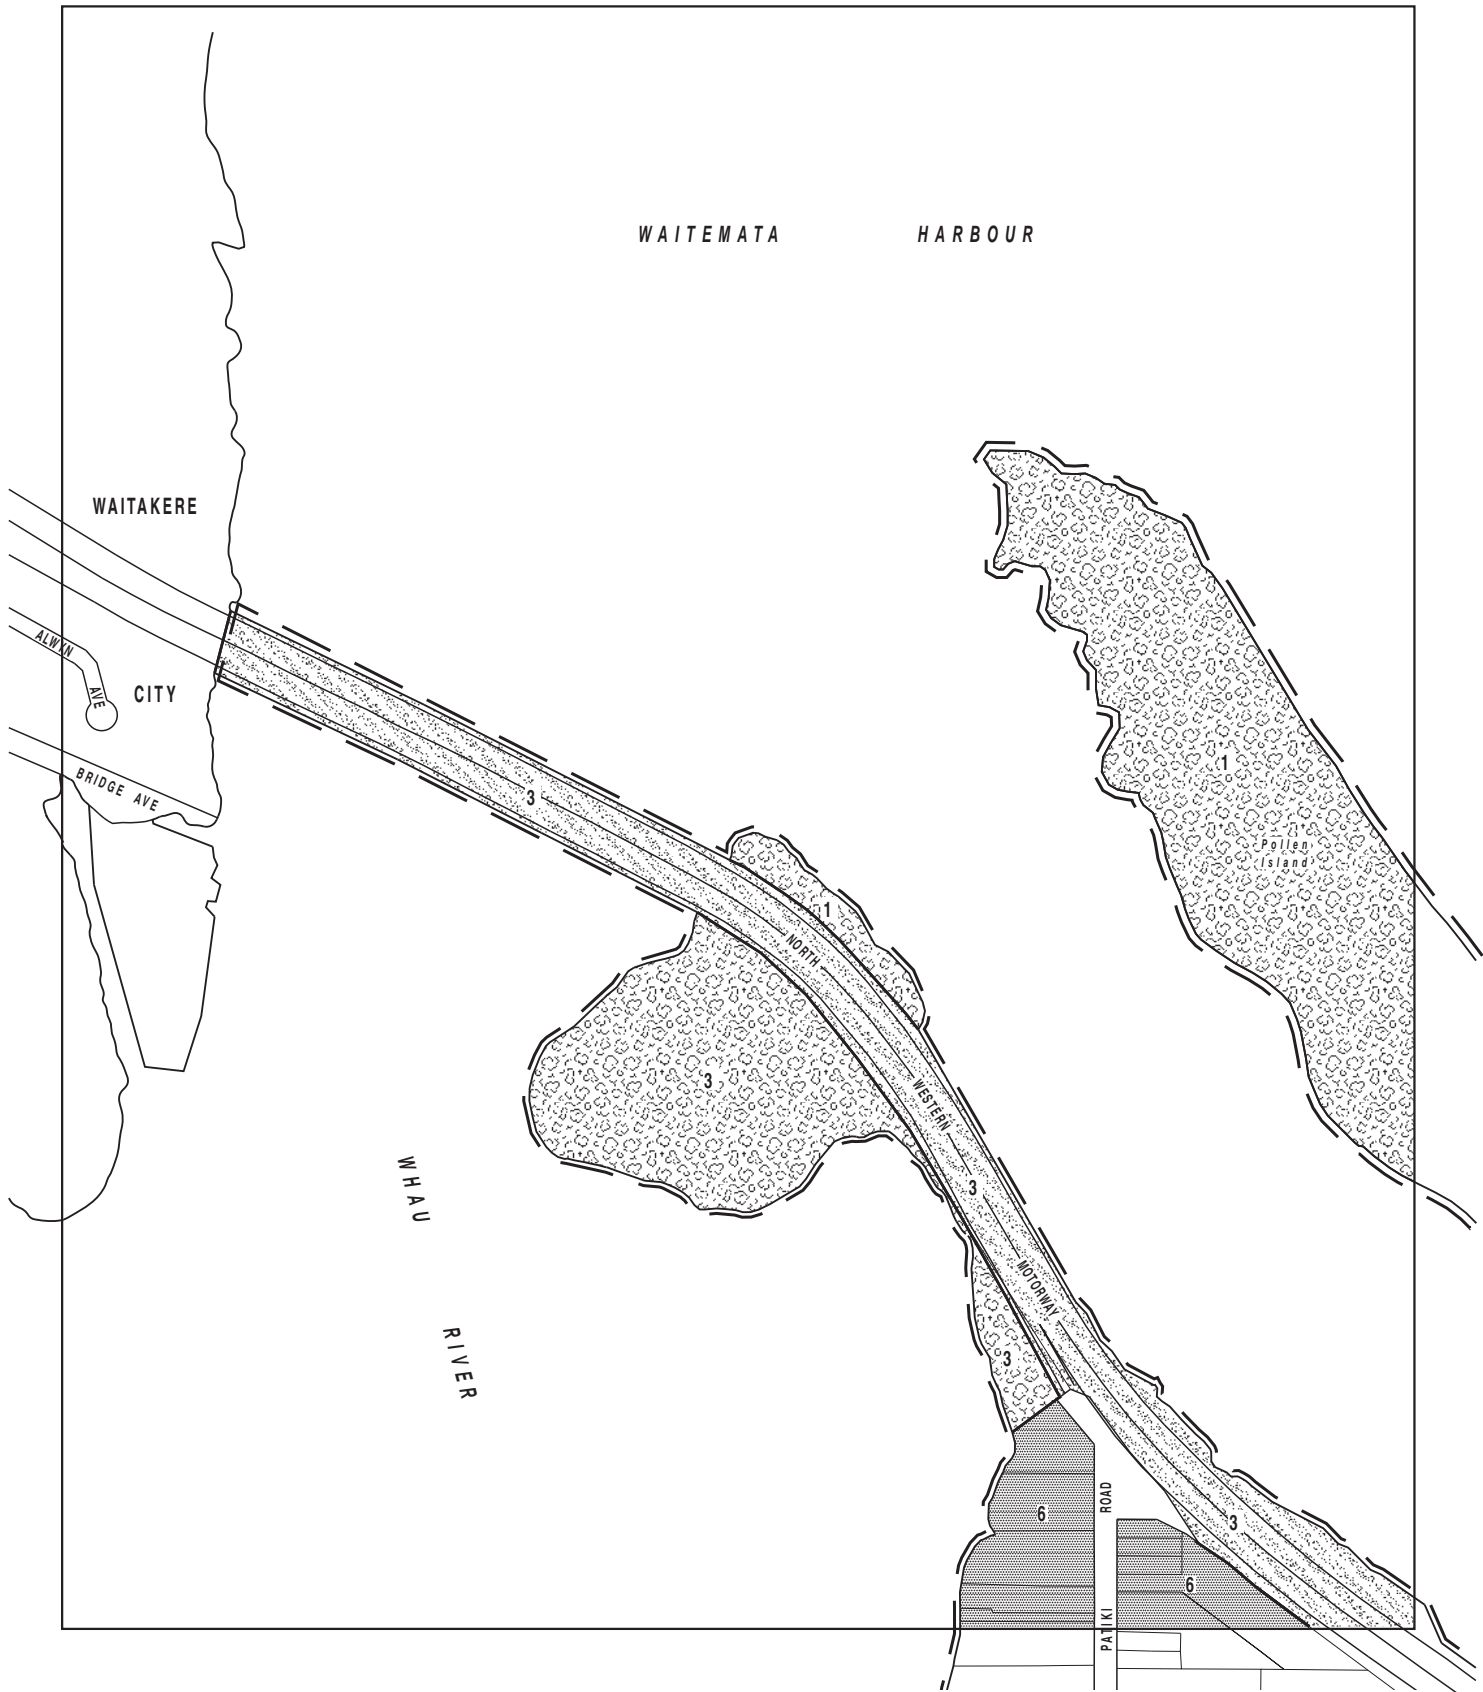 WAITEMATA HARBOUR
WAITAKERE
ALWYN
AVE
CITY
1
BRIDGE AVE
3
Pollen
Island
1
NORTH
3
WESTERN
WHAU
3
MOTORWAY
RIVER
3
ROAD
6
3
6
PATIKI